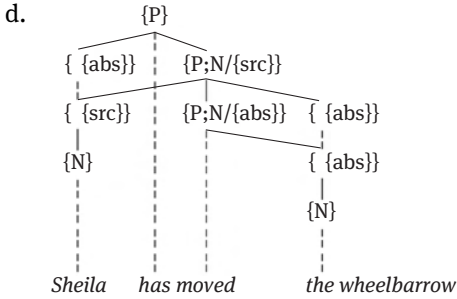 d.
{P}
{ {abs}} {P;N/{src}}
{ {src}} {P;N/{abs}} { {abs}}
{N} { {abs}}
{N}
Sheila has moved the wheelbarrow